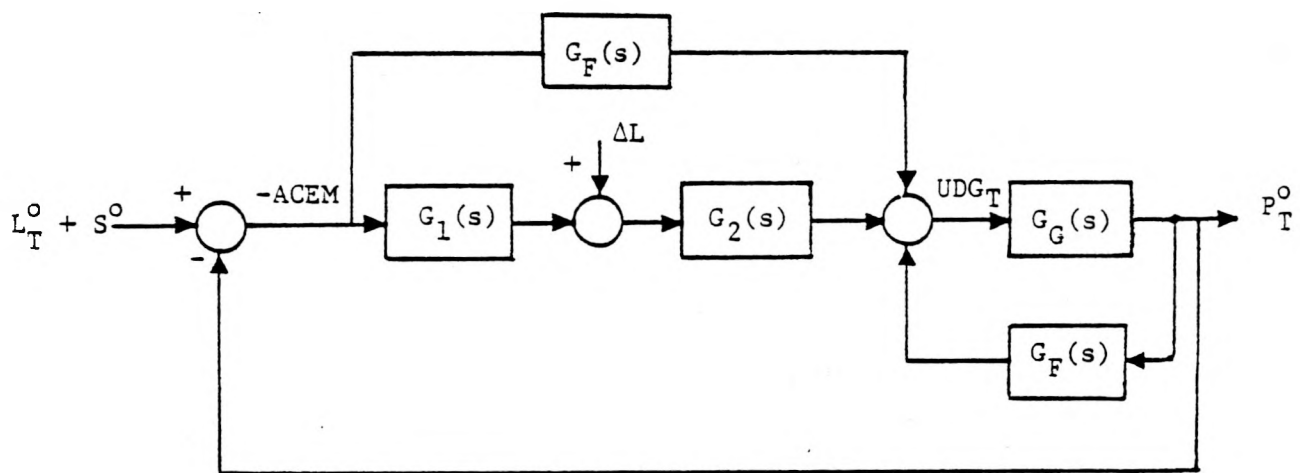 G_F(s)
ΔL
+
+
-ACEM
UDG_T
L_T^o + S^o
G_1(s)
G_2(s)
G_G(s)
P_T^o
-
G_F(s)